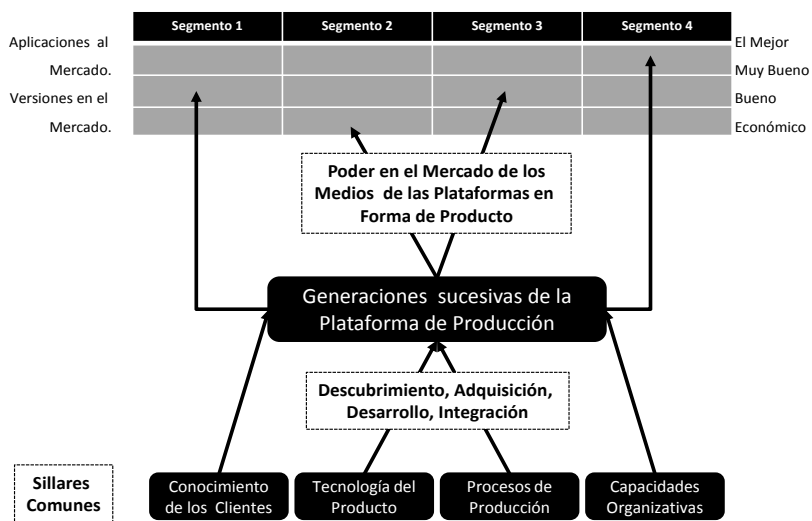 Segmento 1 Segmento 2 Segmento 3 Segmento 4
Aplicaciones al
Mercado.
Versiones en el
Mercado.
El Mejor
Muy Bueno
Bueno
Económico
Poder en el Mercado de los
Medios de las Plataformas en
Forma de Producto
Generaciones sucesivas de la
Plataforma de Producción
Descubrimiento, Adquisición,
Desarrollo, Integración
Sillares
Comunes
Conocimiento
de los Clientes
Tecnología del
Producto
Procesos de
Producción
Capacidades
Organizativas